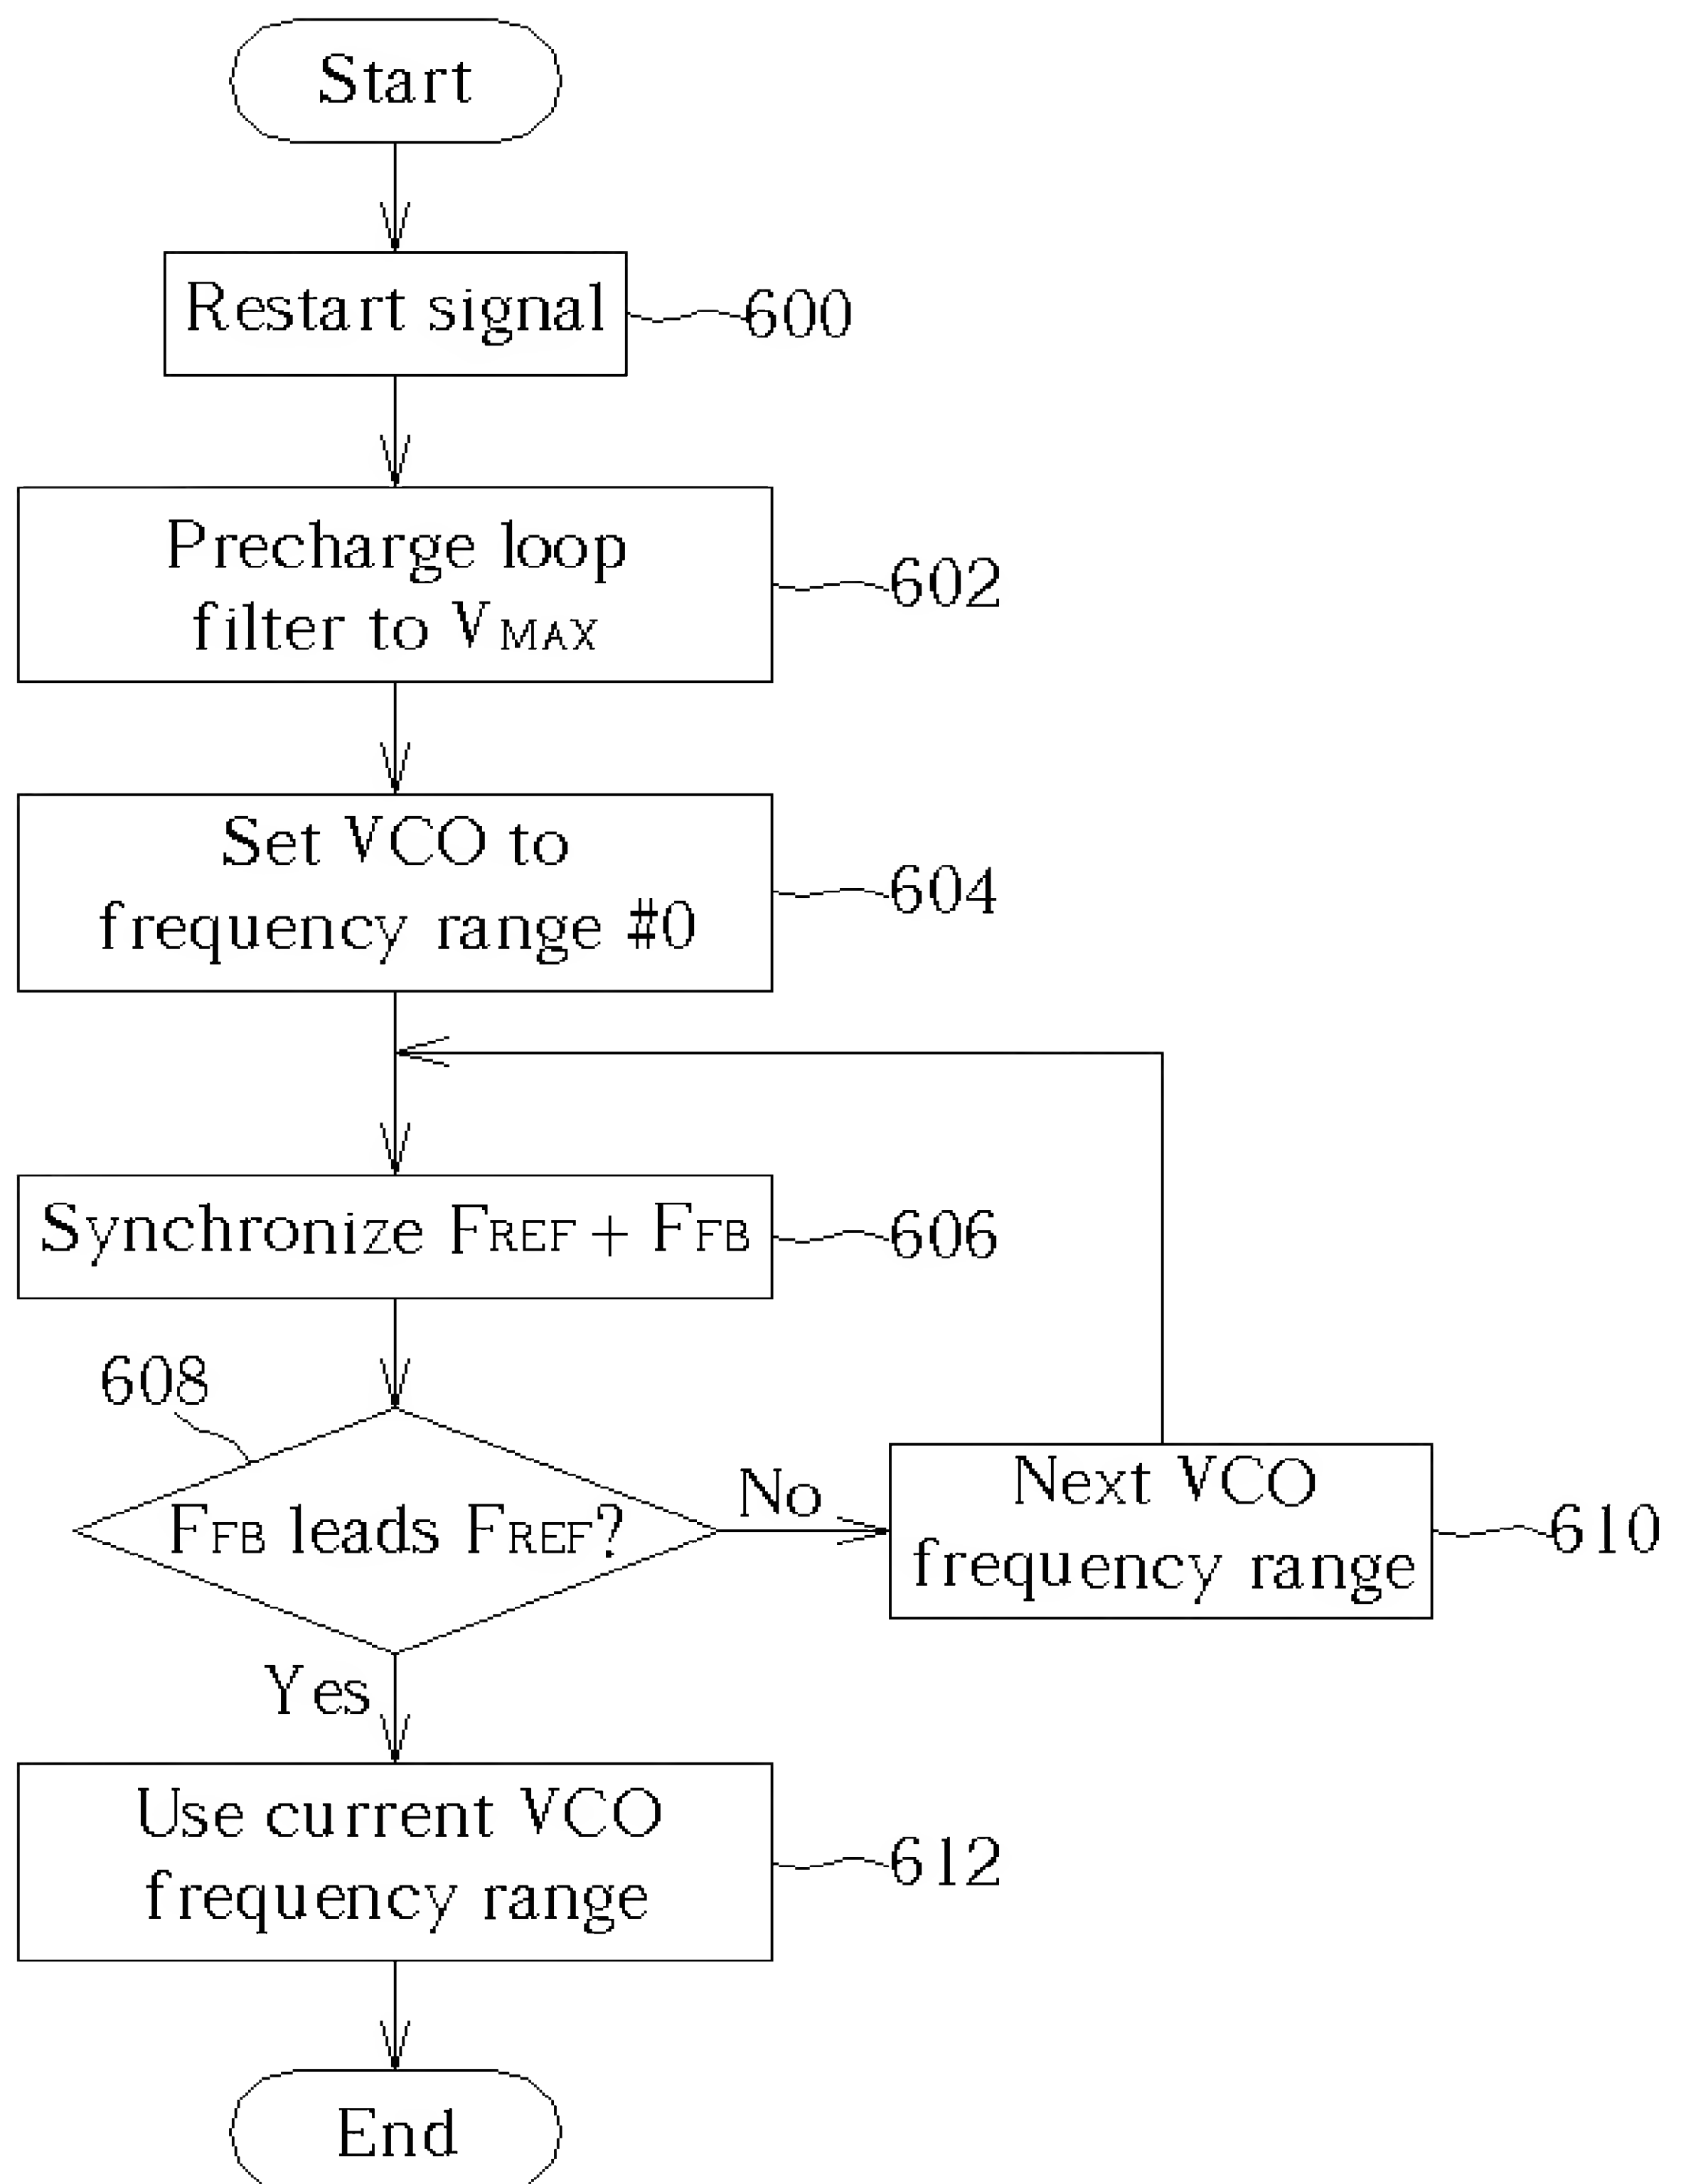 Start
Restart signal
600
Precharge loop
filter to VMAX
602
Set VCO to
frequency range #0
604
Synchronize FREF + FFB
606
608
FFB leads FREF?
No
Next VCO
frequency range
610
Yes
Use current VCO
frequency range
612
End